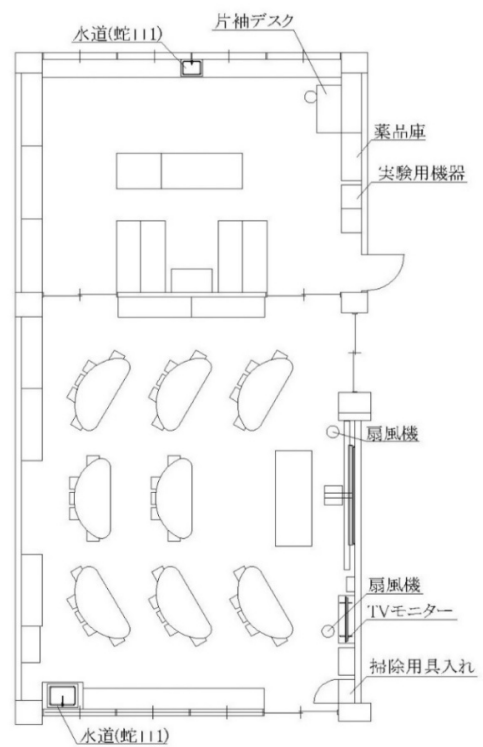 片袖デスク
水道(蛇口1)
薬品庫
実験用機器
扇風機
扇風機
TVモニター
掃除用具入れ
水道(蛇口1)